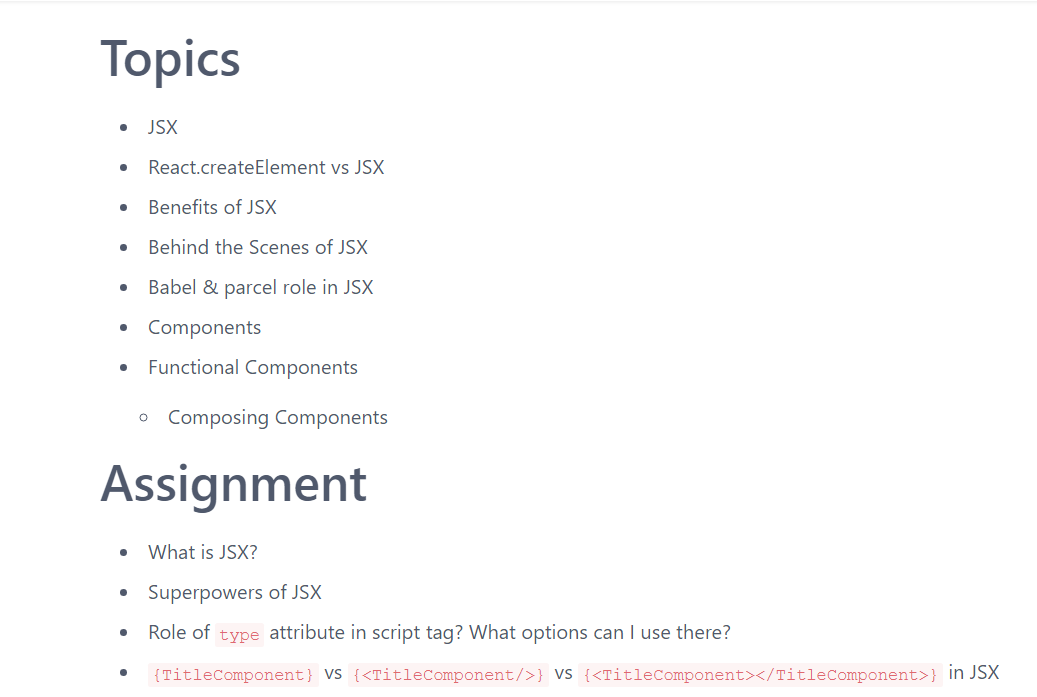 Topics
JSX
React.createElement vs JSX
Benefits of JSX
Behind the Scenes of JSX
Babel & parcel role in JSX
Components
Functional Components
Composing Components
Assignment
What is JSX?
Superpowers of JSX
Role of type attribute in script tag? What options can I use there?
{TitleComponent} vs {<TitleComponent/>} vs {<TitleComponent></TitleComponent>} in JSX